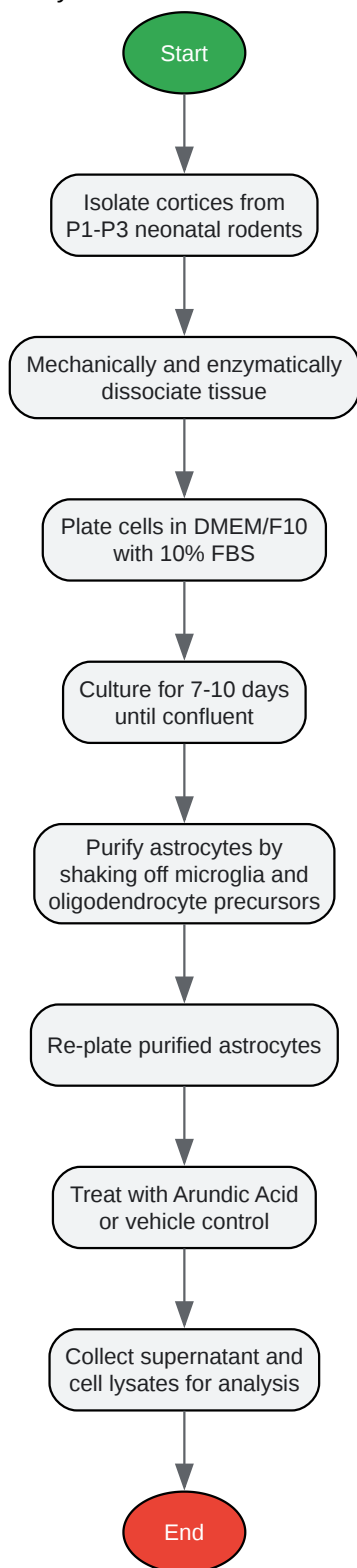 Start
Isolate cortices from
P1-P3 neonatal rodents
Mechanically and enzymatically
dissociate tissue
Plate cells in DMEM/F10
with 10% FBS
Culture for 7-10 days
until confluent
Purify astrocytes by
shaking off microglia and
oligodendrocyte precursors
Re-plate purified astrocytes
Treat with Arundic Acid
or vehicle control
Collect supernatant and
cell lysates for analysis
End